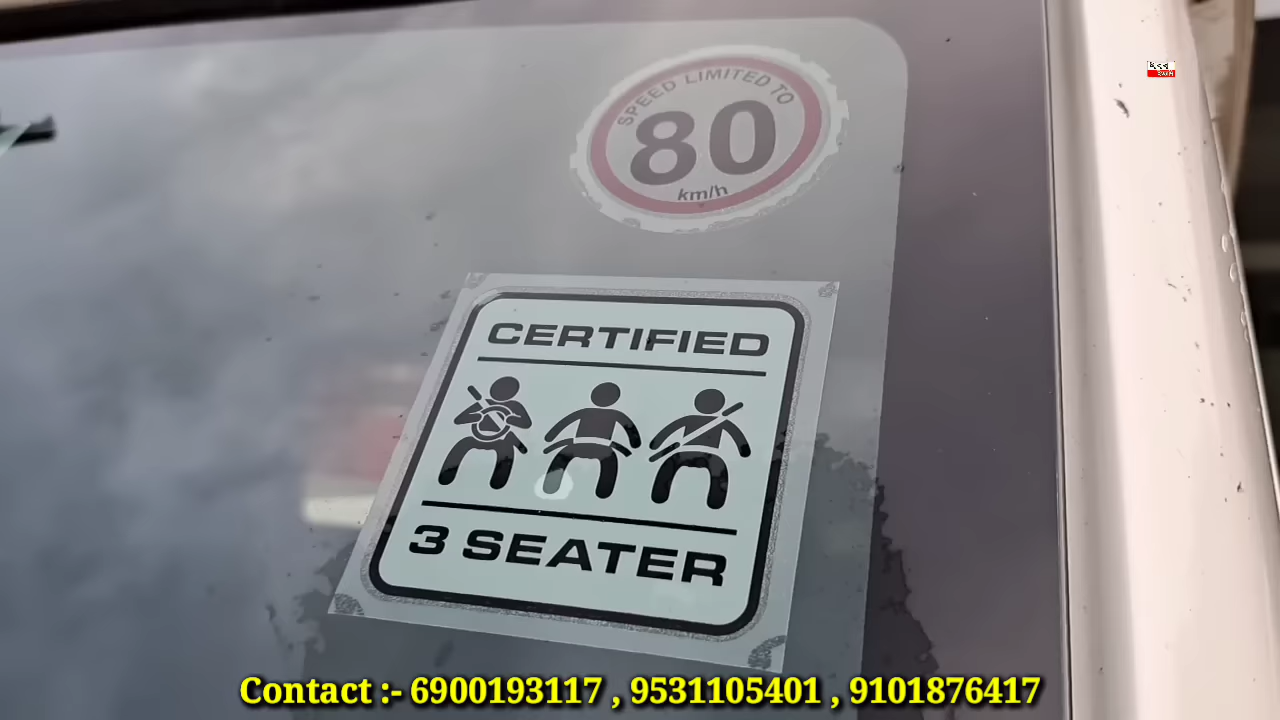 SPEED LIMITED TO
80
km/h
CERTIFIED
3 SEATER
Contact :- 6900193117 , 9531105401 , 9101876417